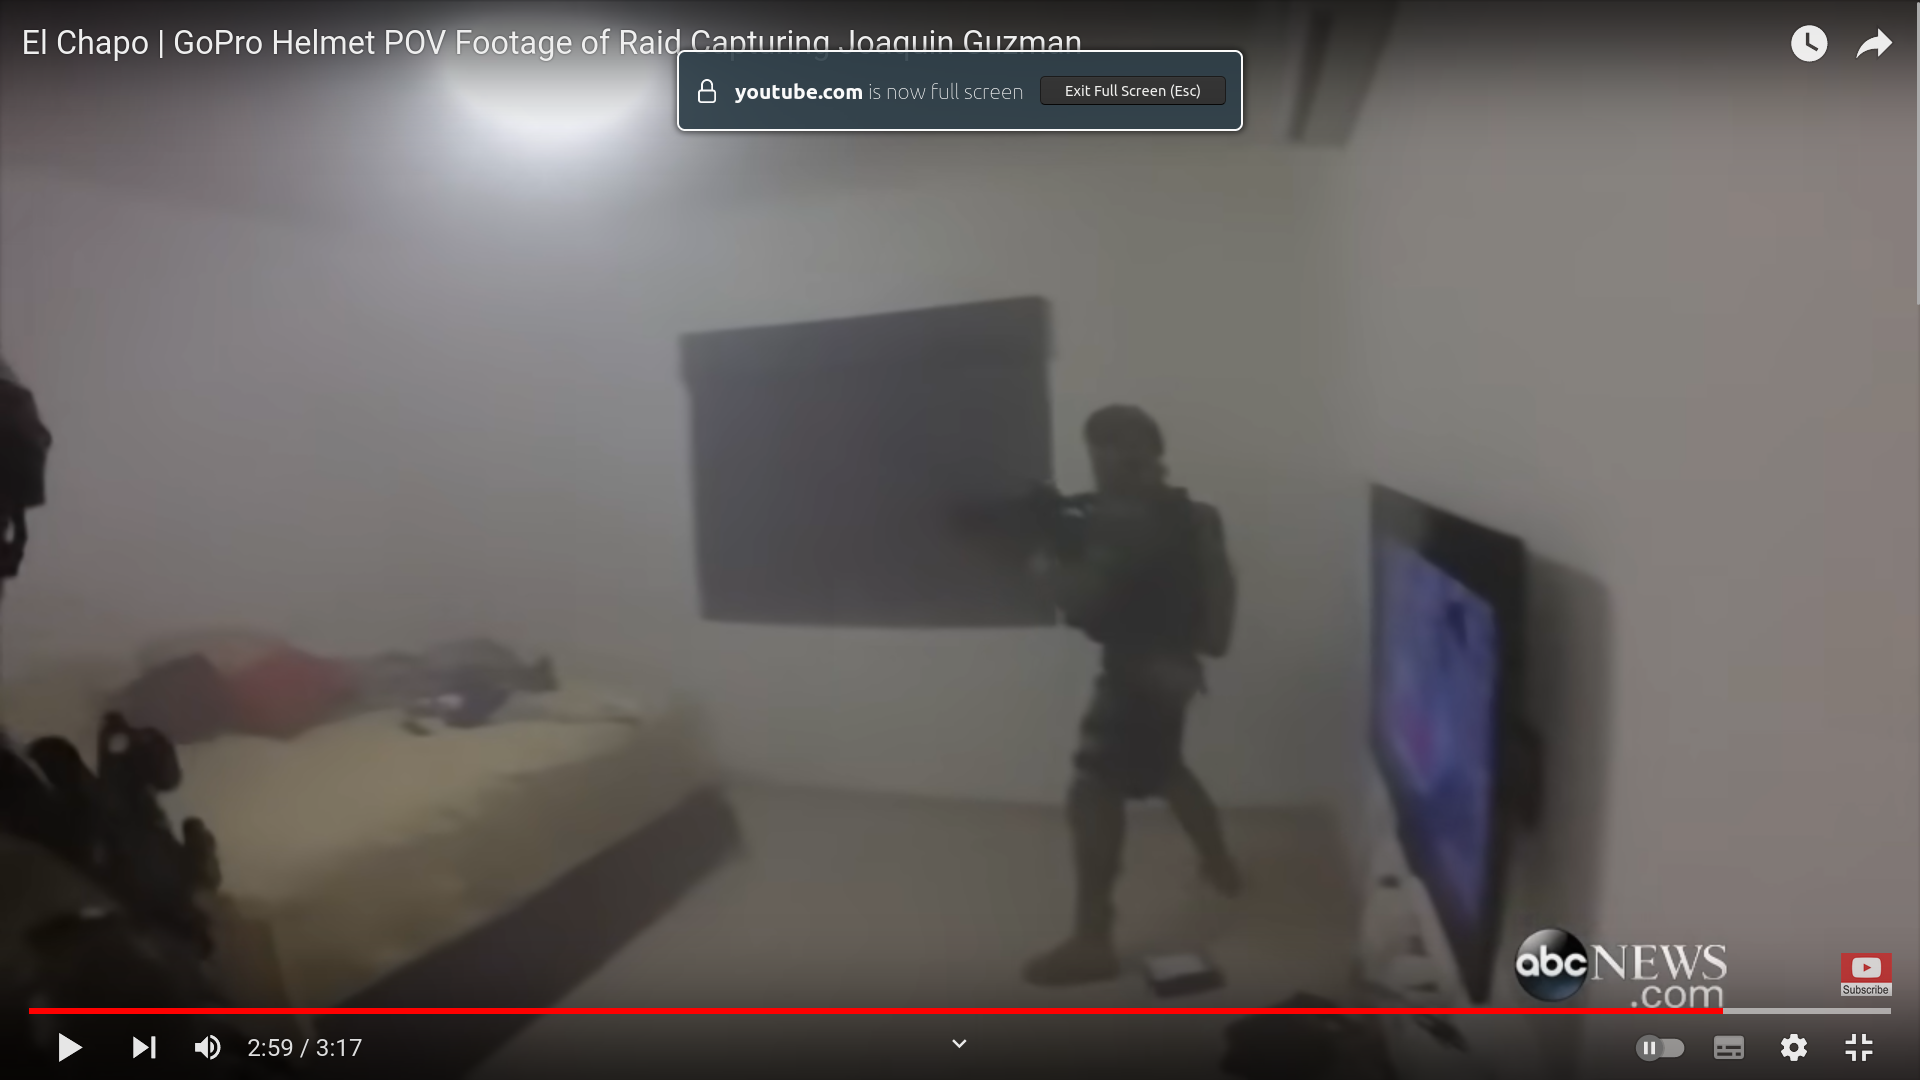 El Chapo | GoPro Helmet POV Footage of Raid Capturing Joaquin Guzman
youtube.com is now full screen
Exit Full Screen (Esc)
abc NEWS
.com
Subscribe
2:59 / 3:17